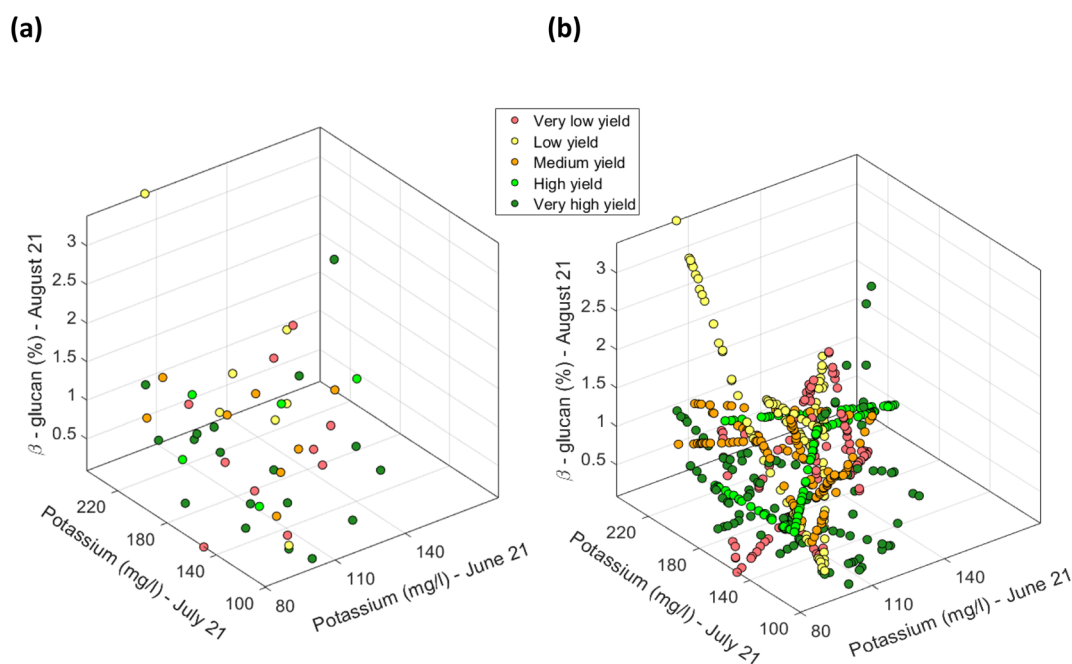 (a)
(b)
Very low yield
Low yield
Medium yield
High yield
Very high yield
β - glucan (%) - August 21
3
2.5
2
1.5
1
0.5
220
180
140
100
Potassium (mg/l) - July 21
80
110
140
Potassium (mg/l) - June 21
β - glucan (%) - August 21
3
2.5
2
1.5
1
0.5
220
180
140
100
Potassium (mg/l) - July 21
80
110
140
Potassium (mg/l) - June 21